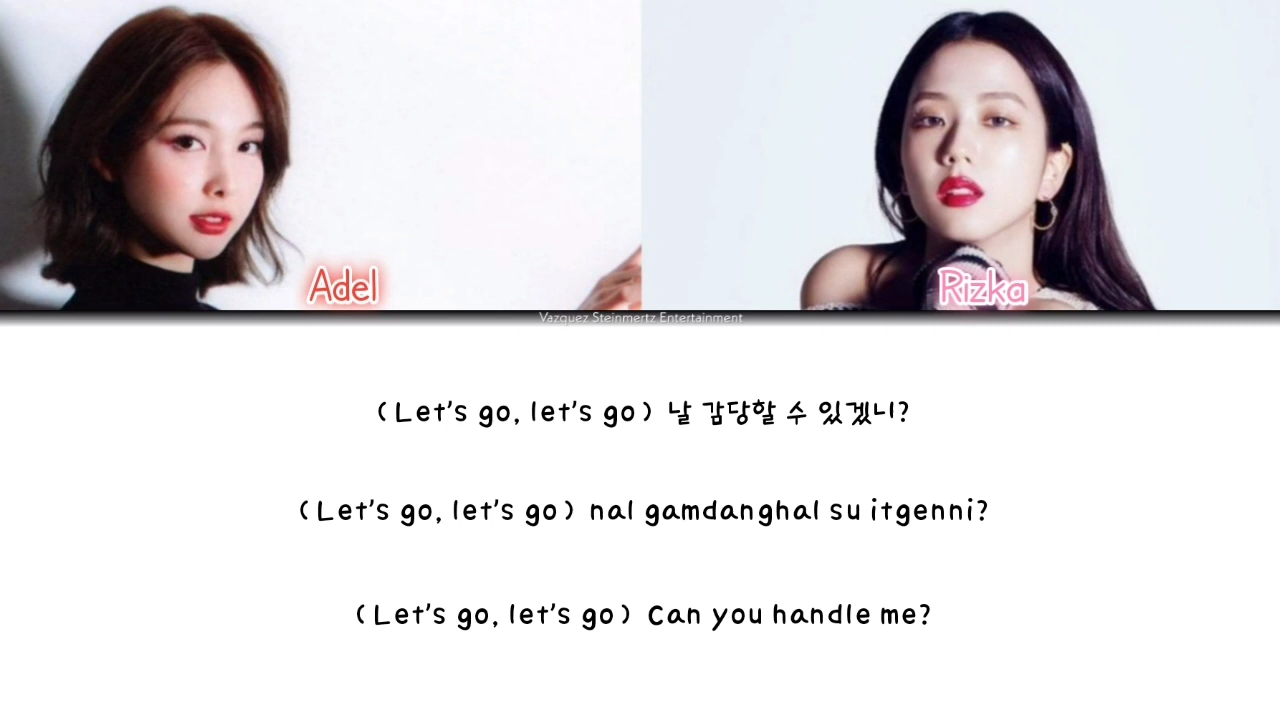 Adel
Rizka
Vazquez Steinmertz Entertainment
(Let's go, let's go) 날 감당할 수 있겠니?
(Let's go, let's go) nal gamdanghal su itgenni?
(Let's go, let's go) Can you handle me?